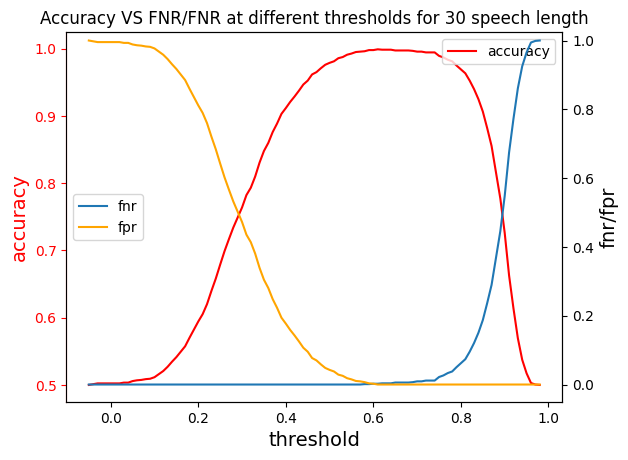 Accuracy VS FNR/FNR at different thresholds for 30 speech length
accuracy
fnr
fpr
1.0
0.9
0.8
0.7
0.6
0.5
accuracy
1.0
0.8
0.6
0.4
0.2
0.0
fnr/fpr
0.0 0.2 0.4 0.6 0.8 1.0
threshold